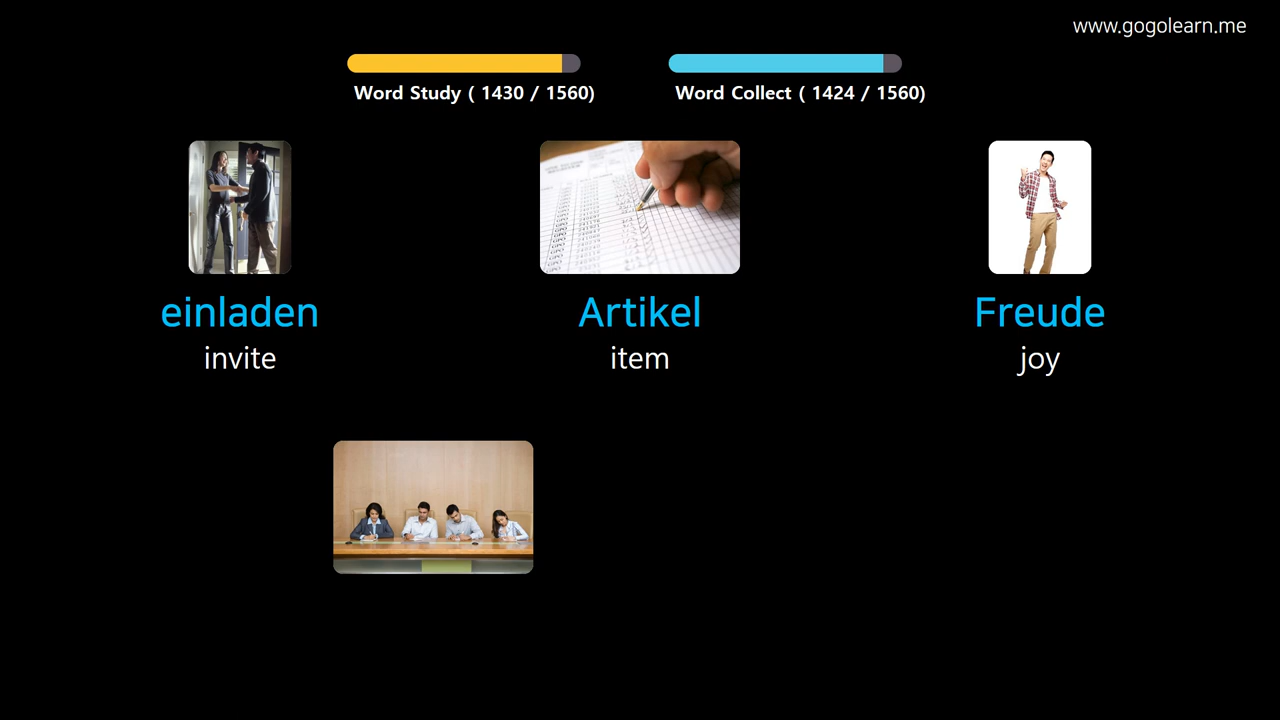 www.gogolearn.me
Word Study ( 1430 / 1560)
Word Collect ( 1424 / 1560)
einladen
invite
Artikel
item
Freude
joy